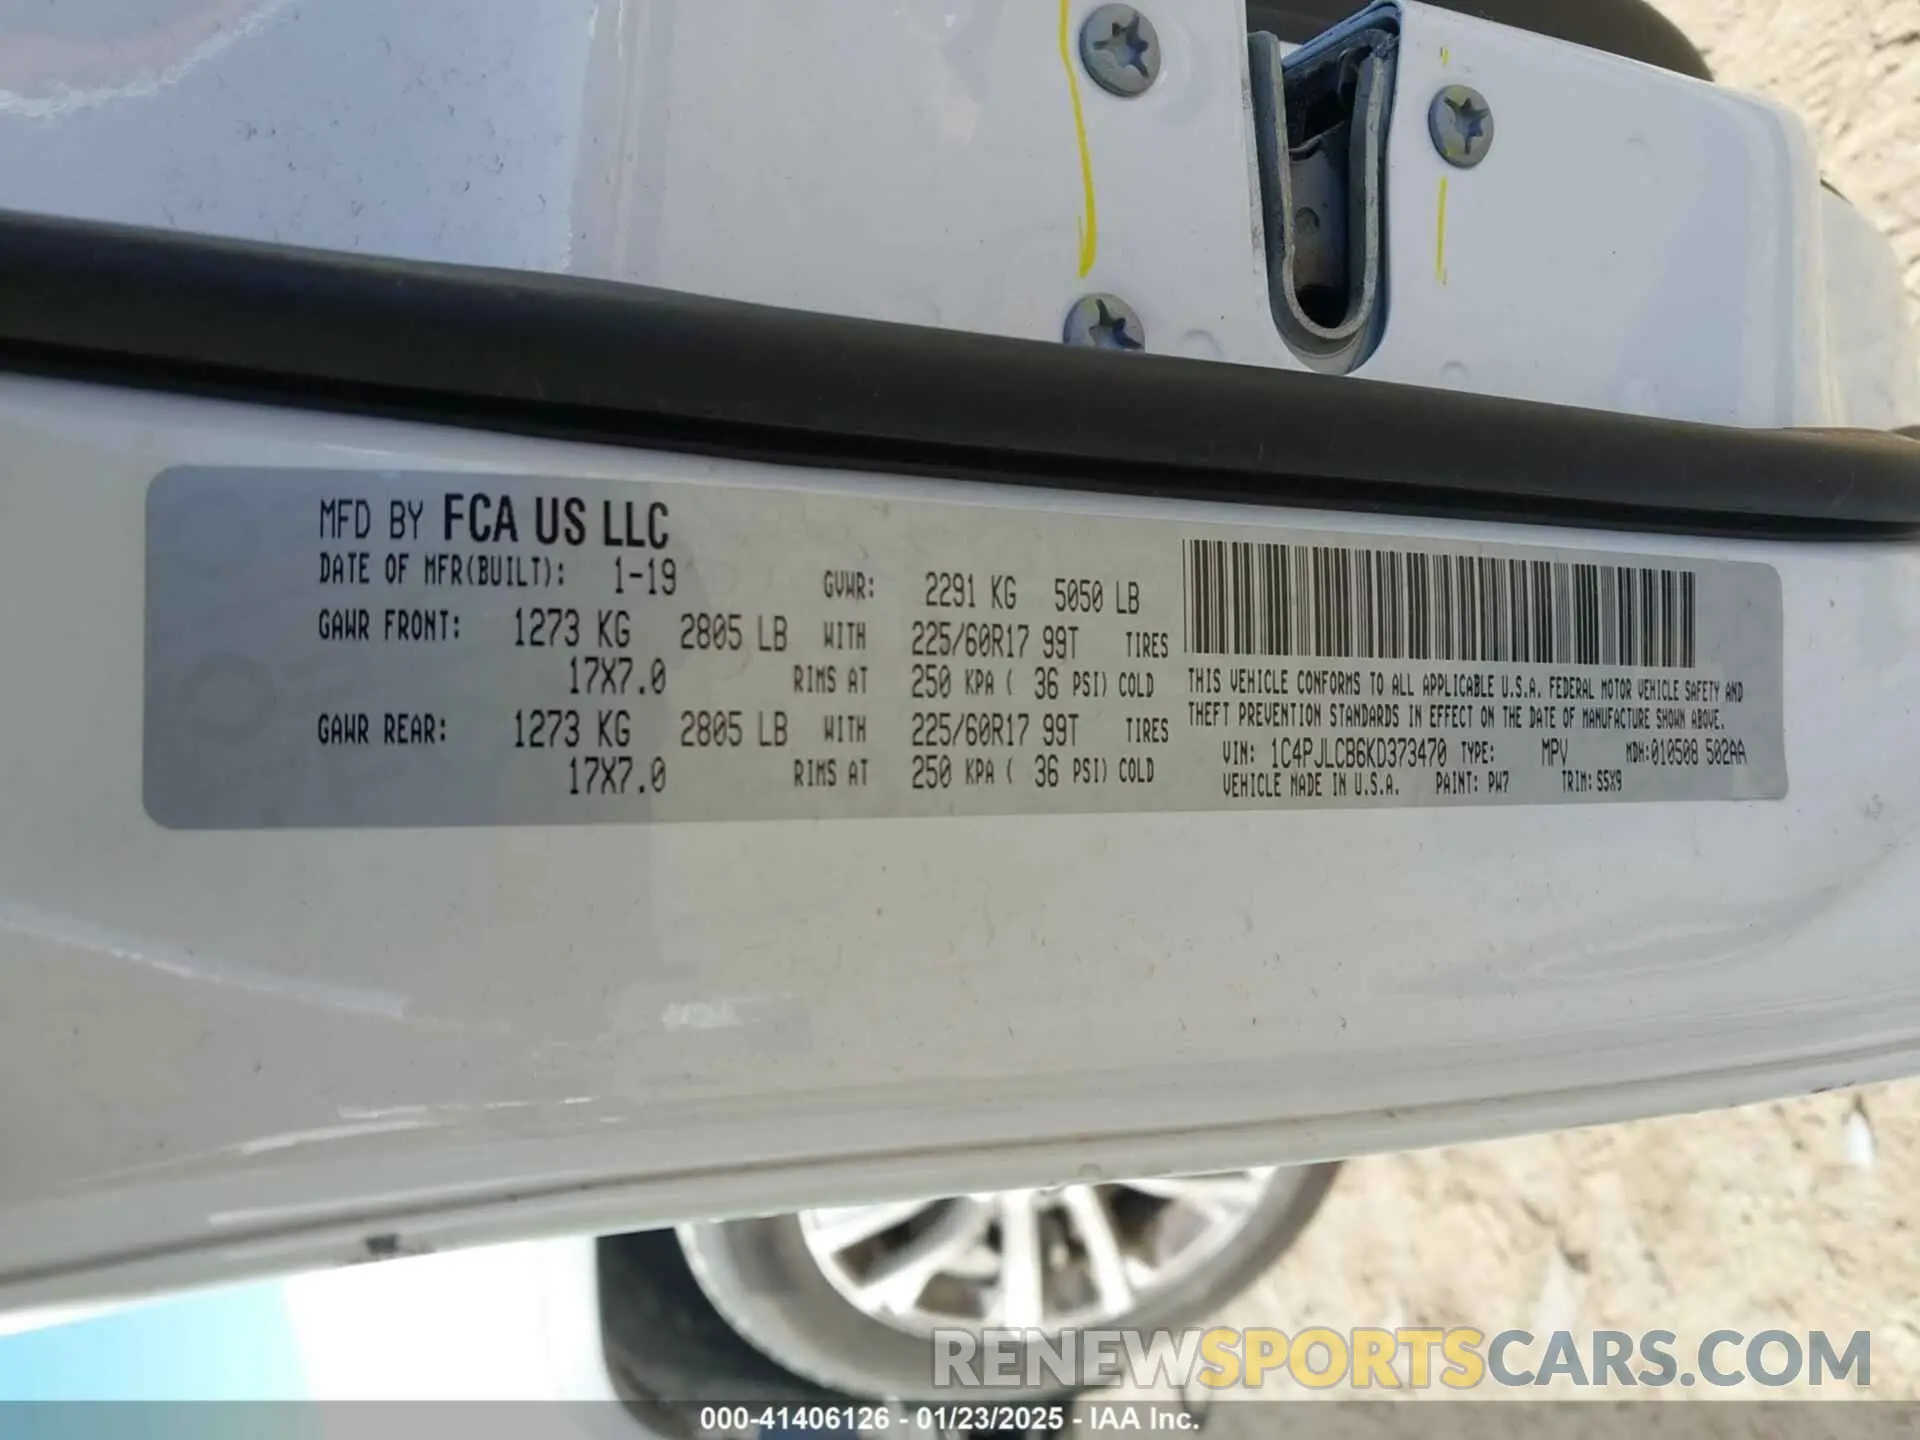 MFD BY FCA US LLC
DATE OF MFR(BUILT): 1-19 GVWR: 2291 KG 5050 LB
GAWR FRONT: 1273 KG 2805 LB WITH 225/60R17 99T TIRES
17X7.0 RIMS AT 250 KPA ( 36 PSI) COLD
GAWR REAR: 1273 KG 2805 LB WITH 225/60R17 99T TIRES
17X7.0 RIMS AT 250 KPA ( 36 PSI) COLD
THIS VEHICLE CONFORMS TO ALL APPLICABLE U.S.A. FEDERAL MOTOR VEHICLE SAFETY AND
THEFT PREVENTION STANDARDS IN EFFECT ON THE DATE OF MANUFACTURE SHOWN ABOVE.
VIN: 1C4PJLCB6KD373470 TYPE: MPV MDH:010508 502AA
VEHICLE MADE IN U.S.A. PAINT: PW7 TRIM: S5X9
RENEWSPORTSCARS.COM
000-41406126 - 01/23/2025 - IAA Inc.